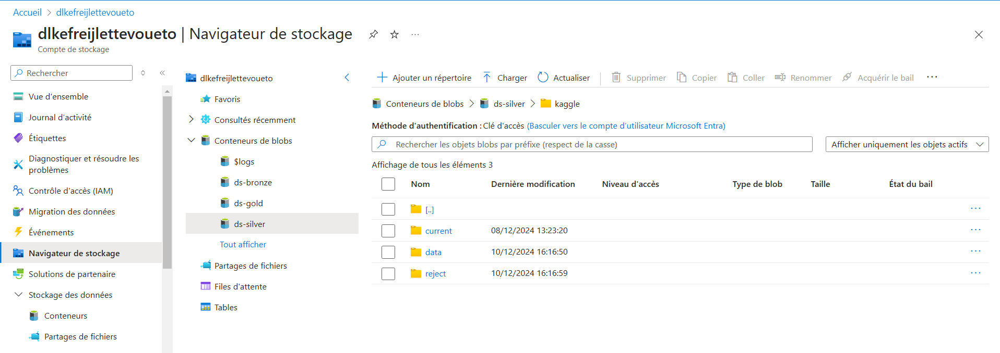 Accueil > dlkefreijlettevoueto
dlkefreijlettevoueto | Navigateur de stockage ...
Compte de stockage
Rechercher
Vue d'ensemble
Journal d’activité
Étiquettes
Diagnostiquer et résoudre les
problèmes
Contrôle d'accès (IAM)
Migration des données
Événements
Navigateur de stockage
Solutions de partenaire
Stockage des données
Conteneurs
Partages de fichiers
dlkefreijlettevoueto
Favoris
Consultés récemment
Conteneurs de blobs
$logs
ds-bronze
ds-gold
ds-silver
Tout afficher
Partages de fichiers
Files d'attente
Tables
Ajouter un répertoire Charger Actualiser Supprimer Copier Coller Renommer Acquérir le bail ...
Conteneurs de blobs > ds-silver > kaggle
Méthode d'authentification : Clé d'accès (Basculer vers le compte d’utilisateur Microsoft Entra)
Rechercher les objets blobs par préfixe (respect de la casse) Afficher uniquement les objets actifs
Affichage de tous les éléments 3
Nom Dernière modification Niveau d'accès Type de blob Taille État du bail
[..] ...
current 08/12/2024 13:23:20 ...
data 10/12/2024 16:16:50 ...
reject 10/12/2024 16:16:59 ...